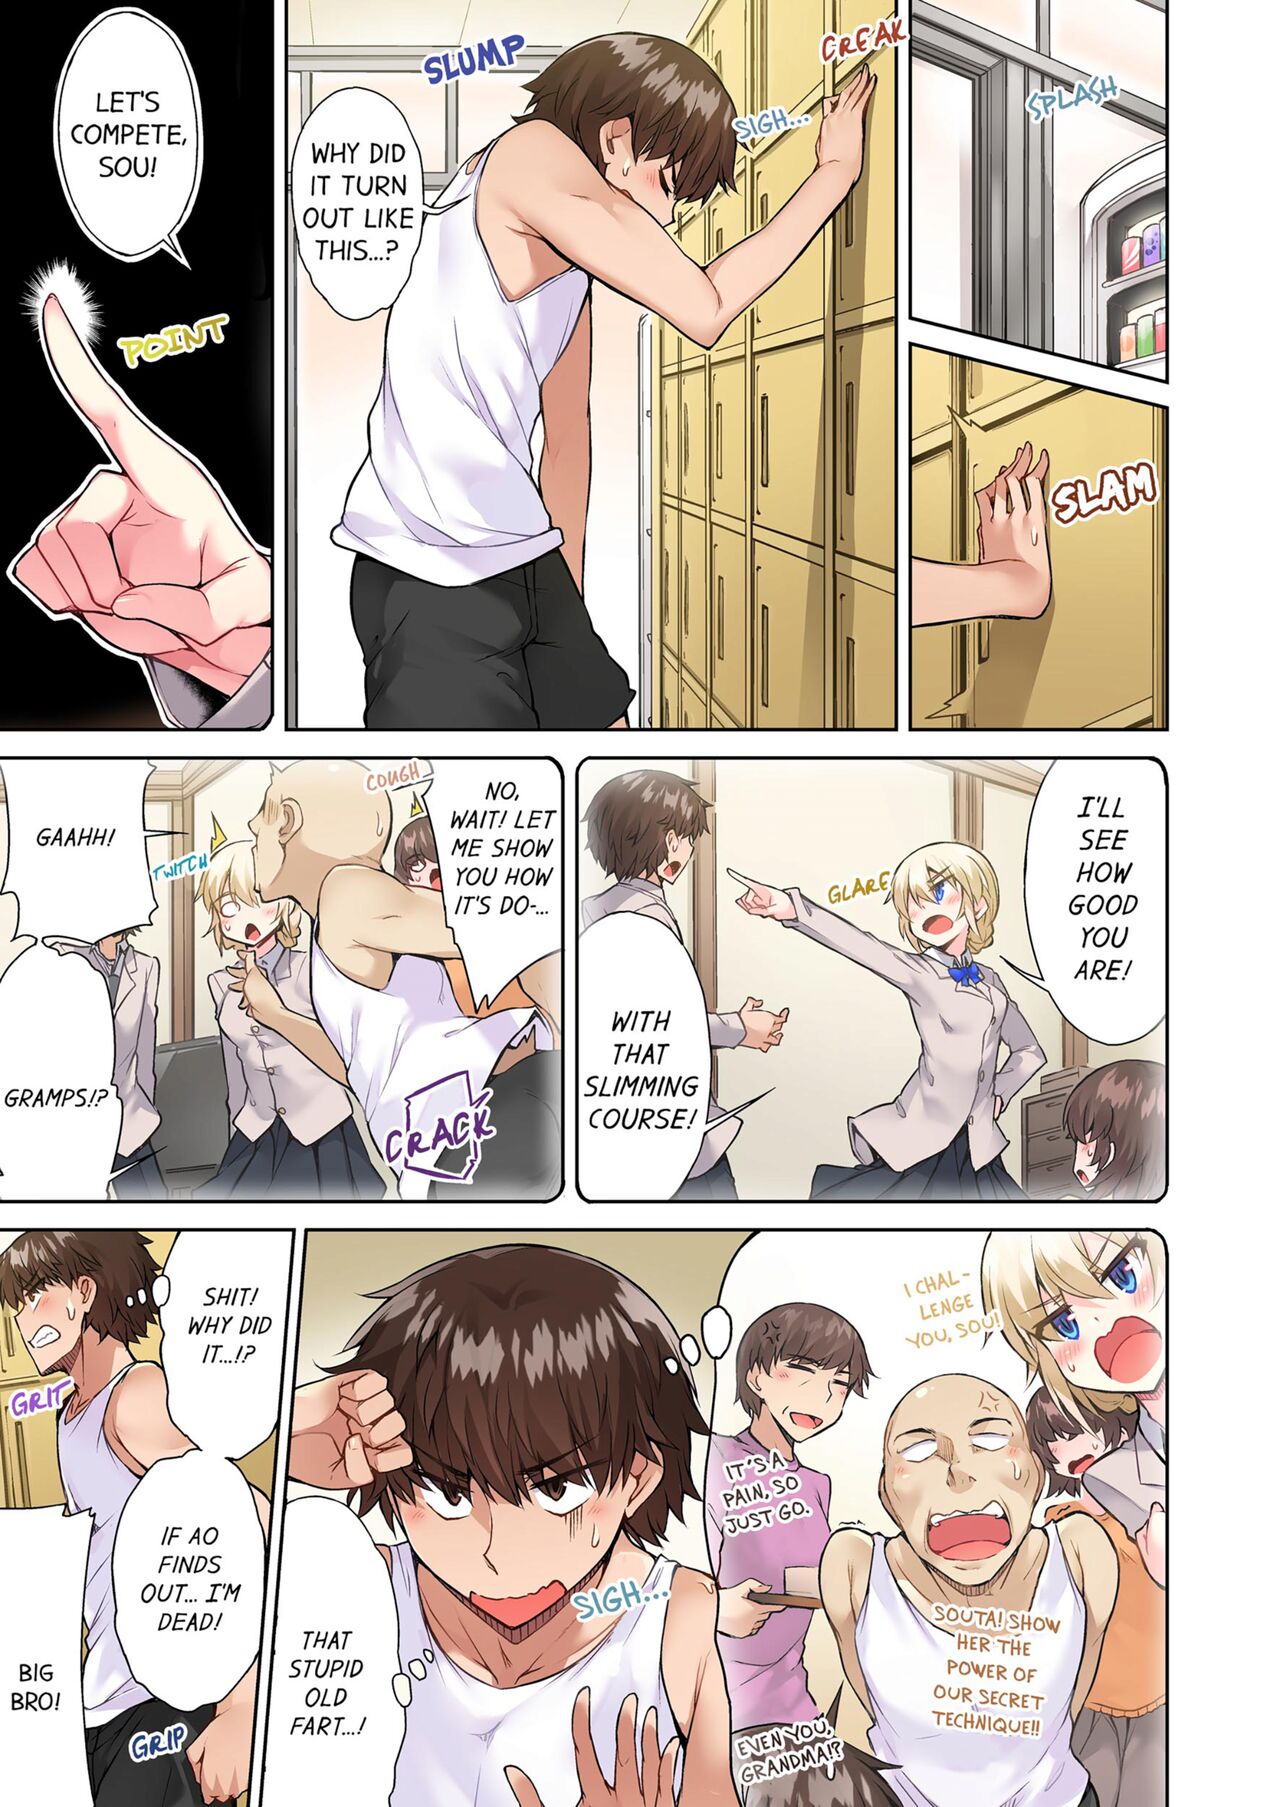 SPLASH
SLAM
CREAK
SIGH...
SLUMP
WHY DID
IT TURN
OUT LIKE
THIS...?
LET'S
COMPETE,
SOU!
POINT
I'LL
SEE
HOW
GOOD
YOU
ARE!
GLARE
WITH
THAT
SLIMMING
COURSE!
NO,
WAIT! LET
ME SHOW
YOU HOW
IT'S DO-...
COUGH
CRACK
TWITCH
GAAHH!
GRAMPS!?
I CHAL-
LENGE
YOU, SOU!
IT'S A
PAIN, SO
JUST GO.
SOUTA! SHOW
HER THE
POWER OF
OUR SECRET
TECHNIQUE!!
EVEN YOU,
GRANDMA!?
SIGH...
THAT
STUPID
OLD
FART...!
SHIT!
WHY DID
IT...!?
GRIT
IF AO
FINDS
OUT... I'M
DEAD!
GRIP
BIG
BRO!